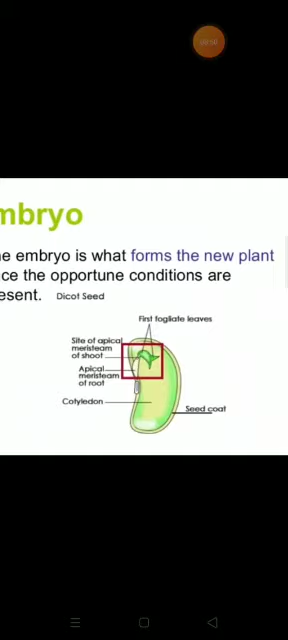 mbryo
e embryo is what forms the new plant
ce the opportune conditions are
esent. Dicot Seed
First fogliate leaves
Site of apical
meristeam
of shoot
Apical
meristeam
of root
Cotyledon
Seed coat